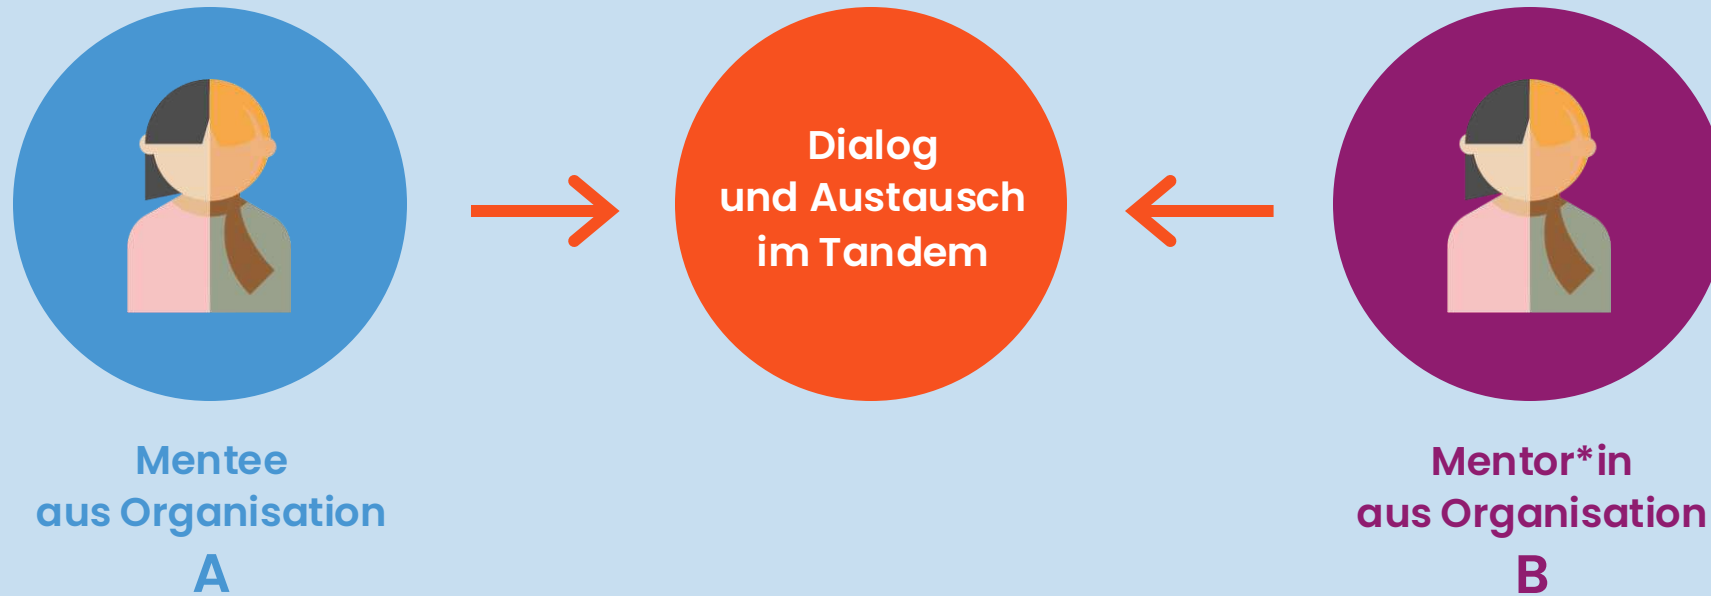 Dialog
und Austausch
im Tandem
Mentee
aus Organisation
A
Mentor*in
aus Organisation
B